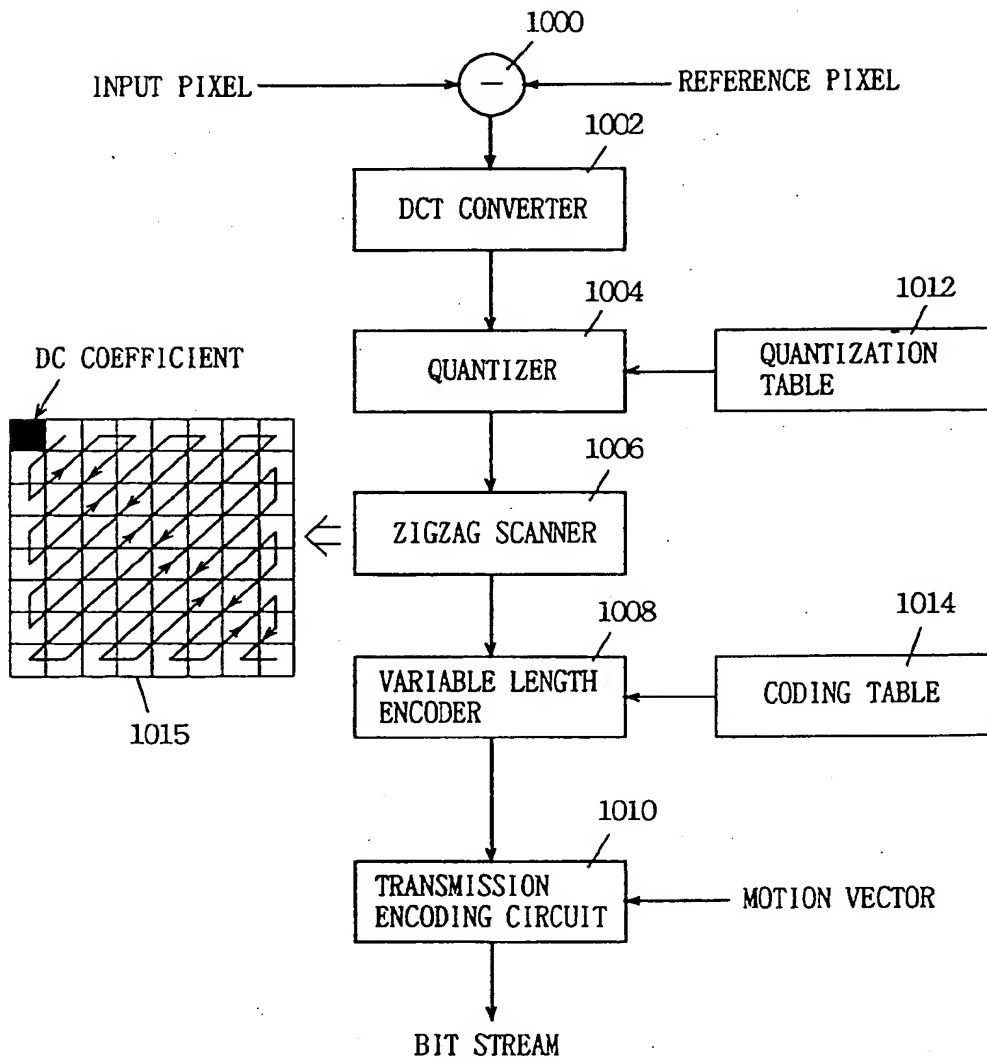 1000
INPUT PIXEL
−
REFERENCE PIXEL
1002
DCT CONVERTER
1004
1012
DC COEFFICIENT
QUANTIZER
QUANTIZATION
TABLE
1006
ZIGZAG SCANNER
1008
1014
VARIABLE LENGTH
ENCODER
CODING TABLE
1015
1010
TRANSMISSION
ENCODING CIRCUIT
MOTION VECTOR
BIT STREAM